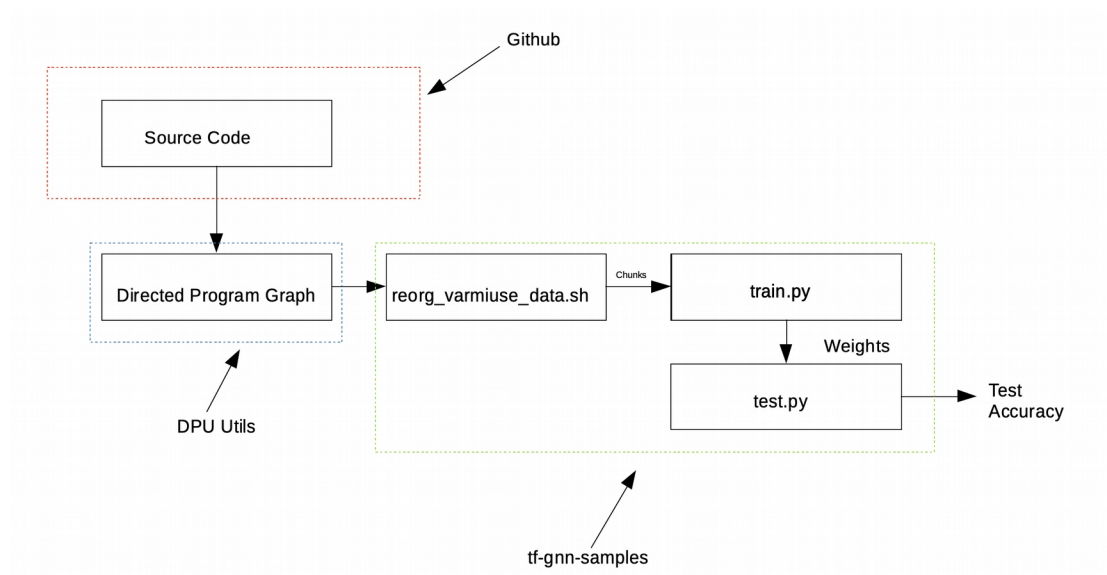 Github
Source Code
Directed Program Graph
reorg_varmiuse_data.sh
Chunks
train.py
Weights
test.py
Test
Accuracy
DPU Utils
tf-gnn-samples